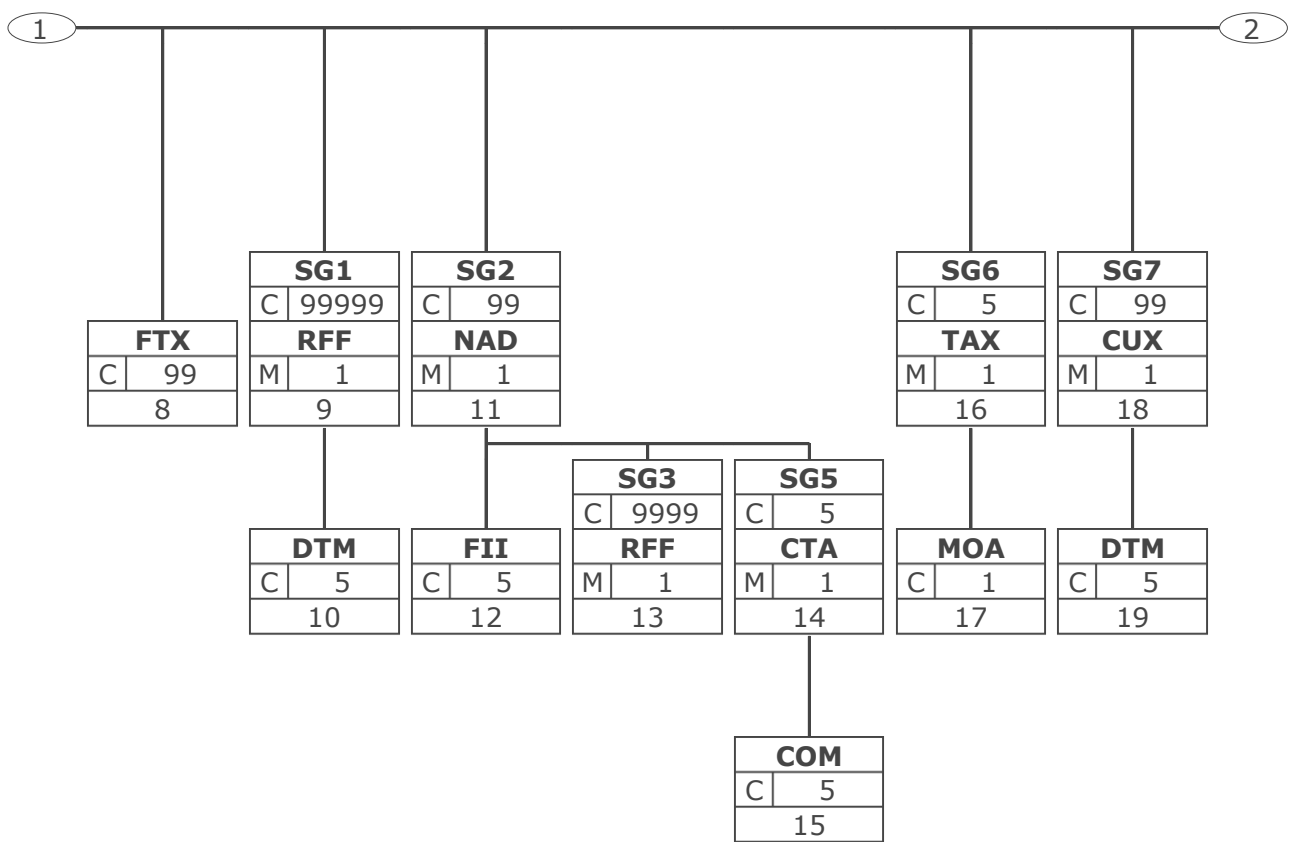 1
2
SG1
SG2
SG6
SG7
C 99999
C 99
C 5
C 99
FTX
RFF
NAD
TAX
CUX
C 99
M 1
M 1
M 1
M 1
8
9
11
16
18
SG3
SG5
C 9999
C 5
DTM
FII
RFF
CTA
MOA
DTM
C 5
C 5
M 1
M 1
C 1
C 5
10
12
13
14
17
19
COM
C 5
15